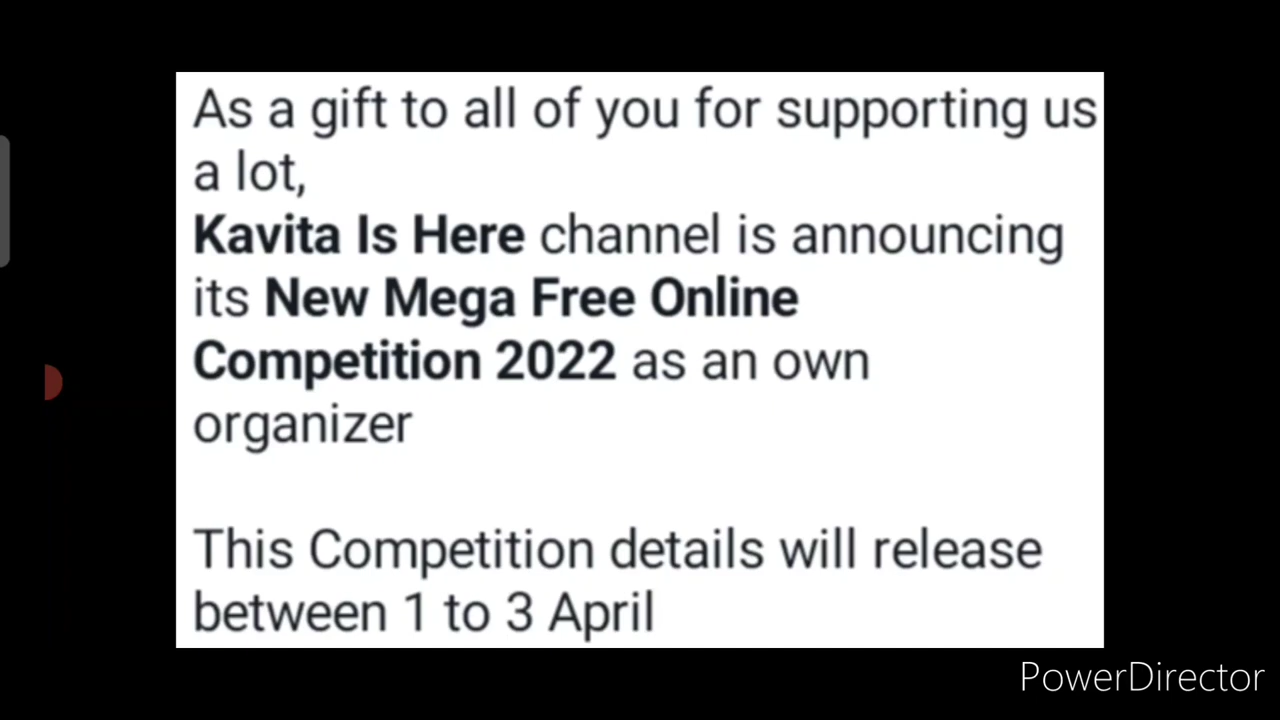 As a gift to all of you for supporting us
a lot,
Kavita Is Here channel is announcing
its New Mega Free Online
Competition 2022 as an own
organizer
This Competition details will release
between 1 to 3 April
PowerDirector